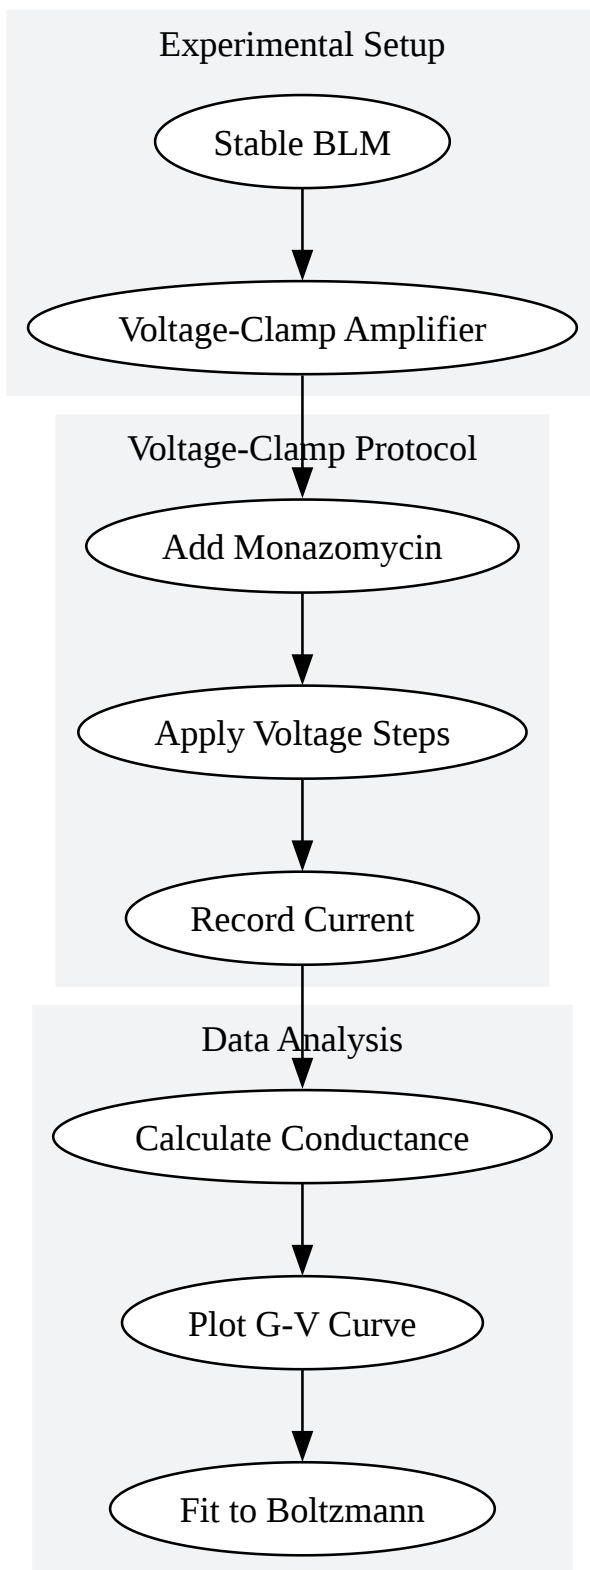 Experimental Setup
Stable BLM
Voltage-Clamp Amplifier
Voltage-Clamp Protocol
Add Monazomycin
Apply Voltage Steps
Record Current
Data Analysis
Calculate Conductance
Plot G-V Curve
Fit to Boltzmann